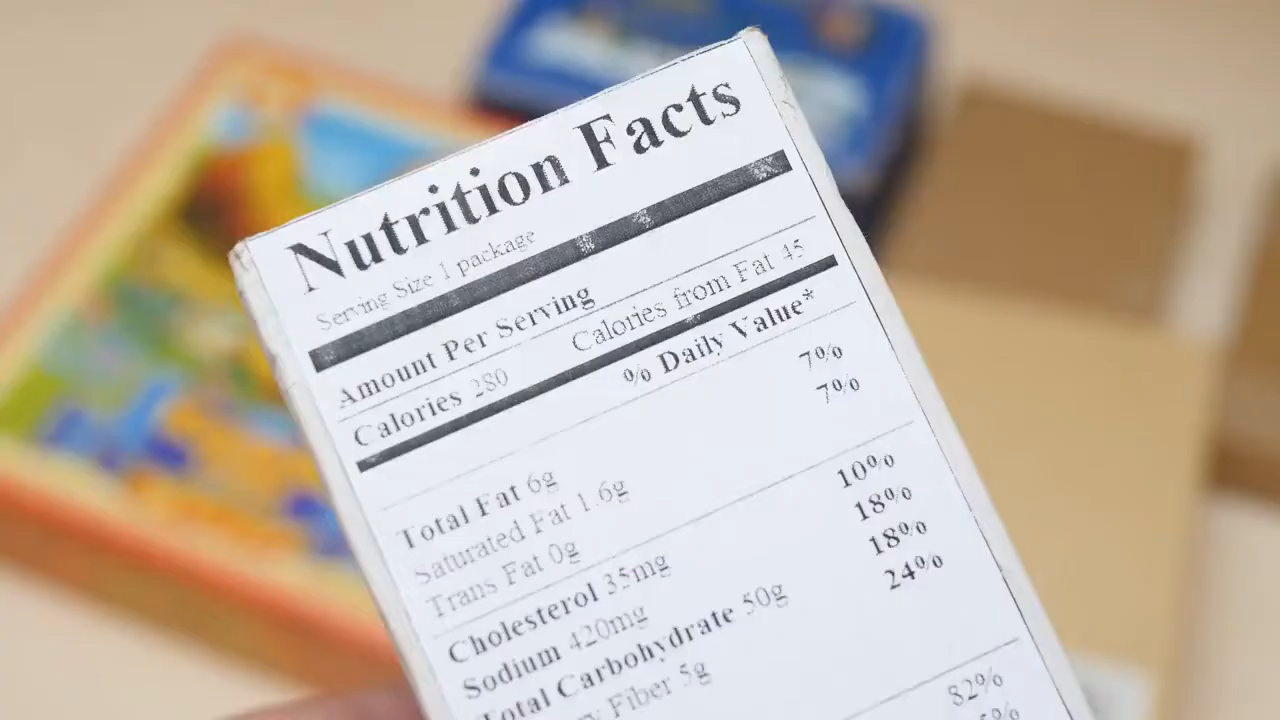 Nutrition Facts
Serving Size 1 package
Amount Per Serving
Calories 280 Calories from Fat 45
% Daily Value*
Total Fat 6g 7%
Saturated Fat 1.6g 7%
Trans Fat 0g
Cholesterol 35mg 10%
Sodium 420mg 18%
Total Carbohydrate 50g 18%
Fiber 5g 24%
82%